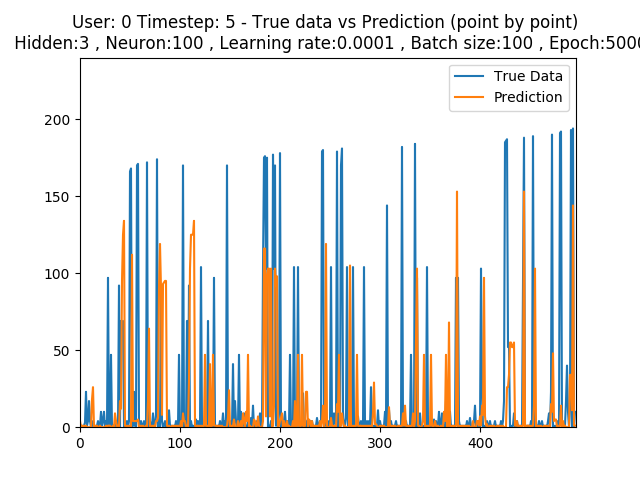 User: 0 Timestep: 5 - True data vs Prediction (point by point)
Hidden:3 , Neuron:100 , Learning rate:0.0001 , Batch size:100 , Epoch:5000
True Data
Prediction
200
150
100
50
0
0 100 200 300 400